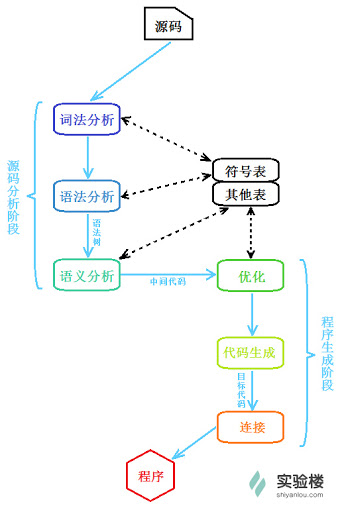 源码
词法分析
源码分析阶段
符号表
其他表
语法分析
语法树
语义分析
中间代码
优化
程序生成阶段
代码生成
目标代码
连接
程序
实验楼
shiyanlou.com